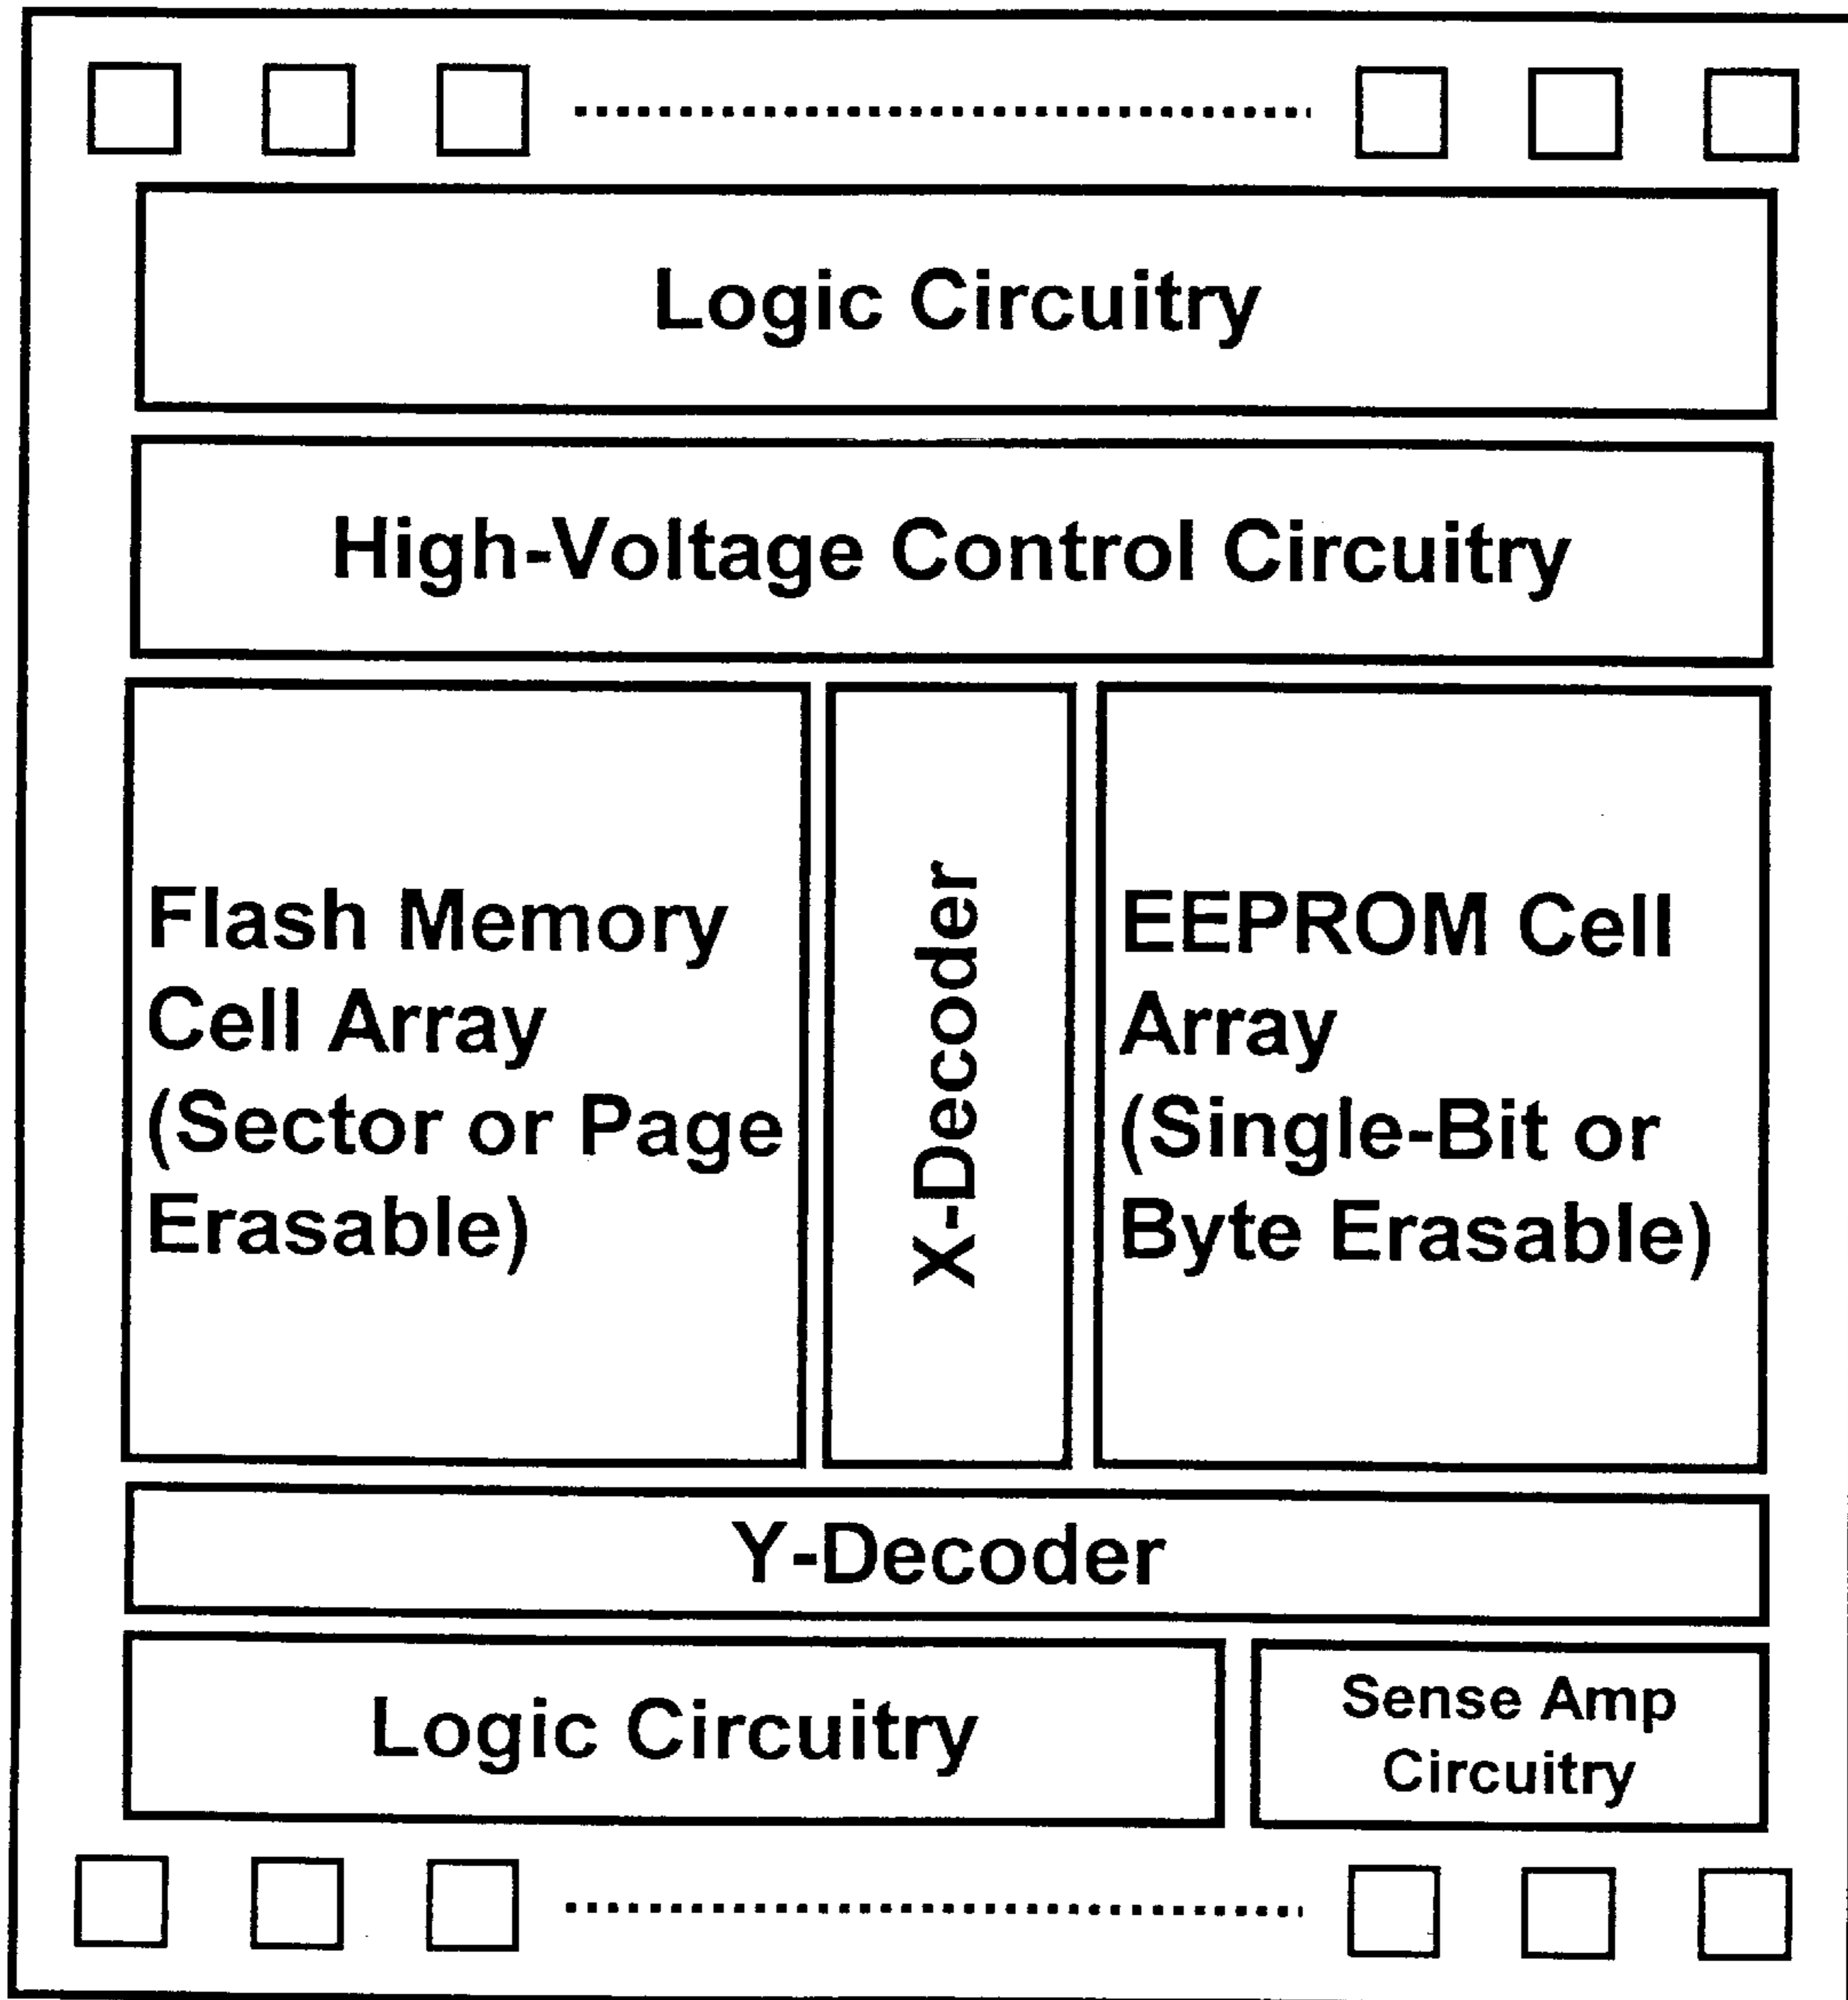 Logic Circuitry
High-Voltage Control Circuitry
Flash Memory
Cell Array
(Sector or Page
Erasable)
X-Decoder
EEPROM Cell
Array
(Single-Bit or
Byte Erasable)
Y-Decoder
Logic Circuitry
Sense Amp
Circuitry